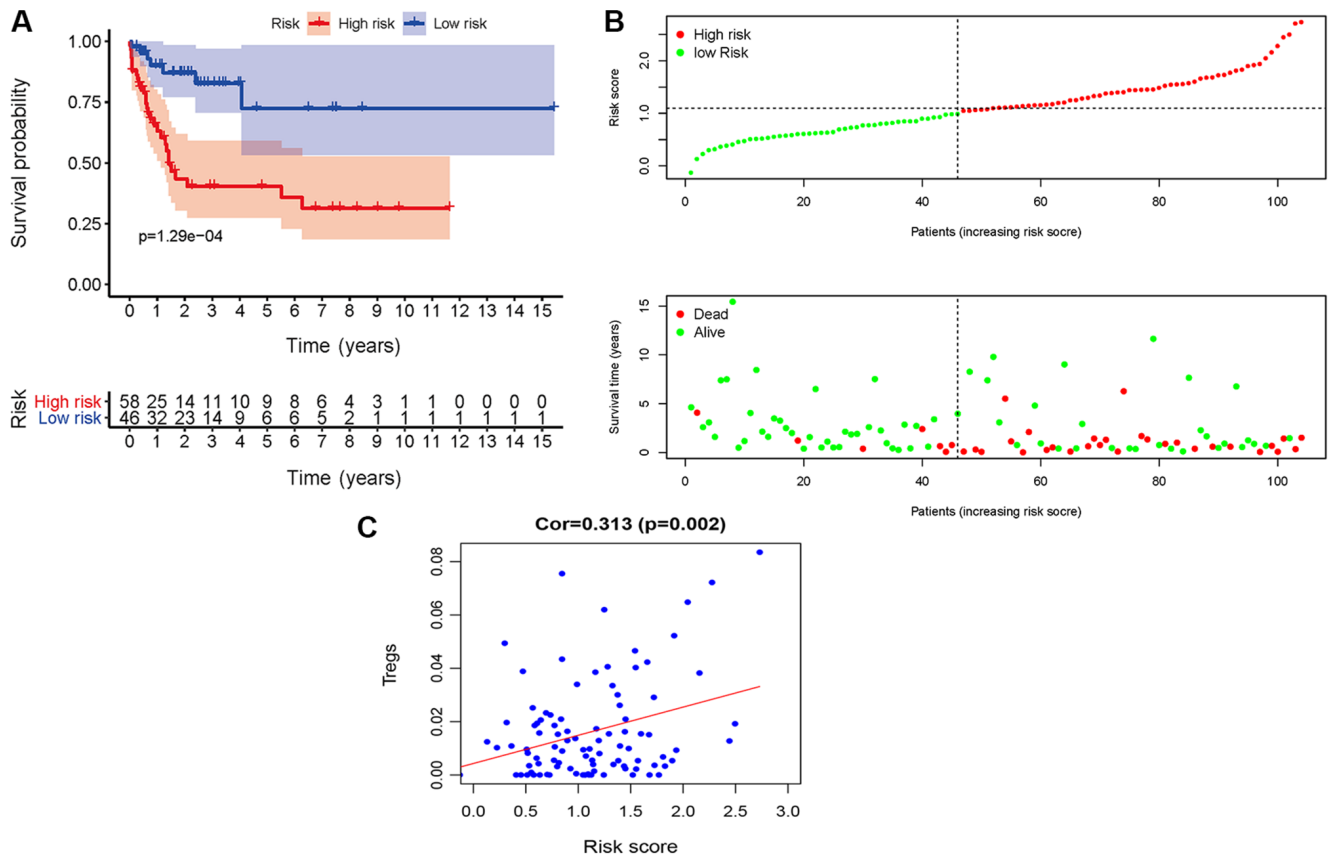 A
Risk High risk Low risk
1.00
0.75
0.50
0.25
0.00
Survival probability
p=1.29e−04
0 1 2 3 4 5 6 7 8 9 10 11 12 13 14 15
Time (years)
Risk
High risk 58 25 14 11 10 9 8 6 4 3 1 1 0 0 0 0
Low risk 46 32 23 14 9 6 6 5 2 1 1 1 1 1 1 1
0 1 2 3 4 5 6 7 8 9 10 11 12 13 14 15
Time (years)
B
High risk
low Risk
Risk score
2.0
1.0
0.0
0 20 40 60 80 100
Patients (increasing risk socre)
Dead
Alive
Survival time (years)
15
10
5
0
0 20 40 60 80 100
Patients (increasing risk socre)
C
Cor=0.313 (p=0.002)
Tregs
0.08
0.06
0.04
0.02
0.00
0.0 0.5 1.0 1.5 2.0 2.5 3.0
Risk score